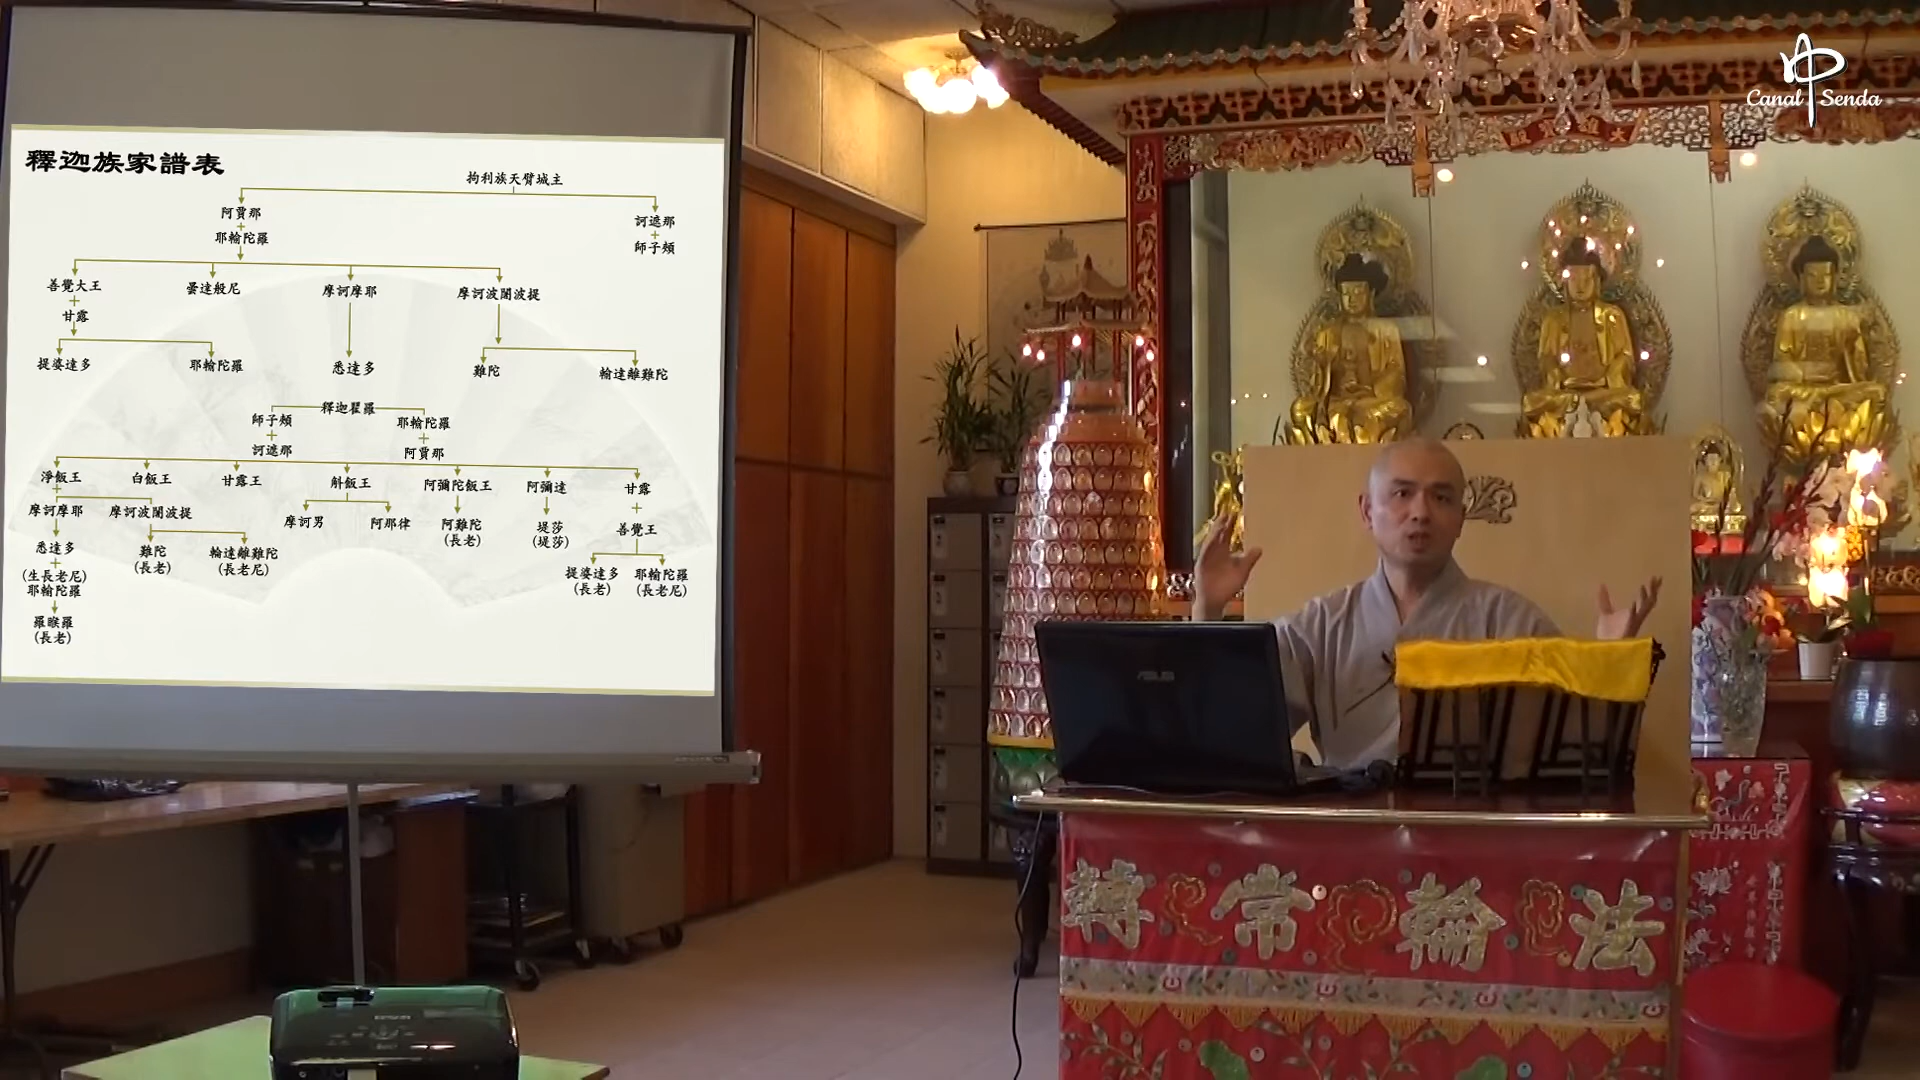 釋迦族家譜表
拘利族天臂城主
阿賈那
+
耶輸陀羅
訶遮那
+
師子頰
善覺大王
+
甘露
曇達般尼
摩訶摩耶
摩訶波闍波提
提婆達多
耶輸陀羅
悉達多
難陀
輸達離難陀
釋迦瞿羅
師子頰
+
訶遮那
耶輸陀羅
+
阿賈那
淨飯王
+
白飯王
甘露王
斛飯王
阿彌陀飯王
阿彌達
甘露
+
善覺王
摩訶摩耶
摩訶波闍波提
摩訶男
阿那律
阿難陀
(長老)
堤莎
(堤莎)
悉達多
+
(生長老尼)
耶輸陀羅
難陀
(長老)
輸達離難陀
(長老尼)
提婆達多
(長老)
耶輸陀羅
(長老尼)
羅睺羅
(長老)
Canal Senda
ASUS
轉常輪法